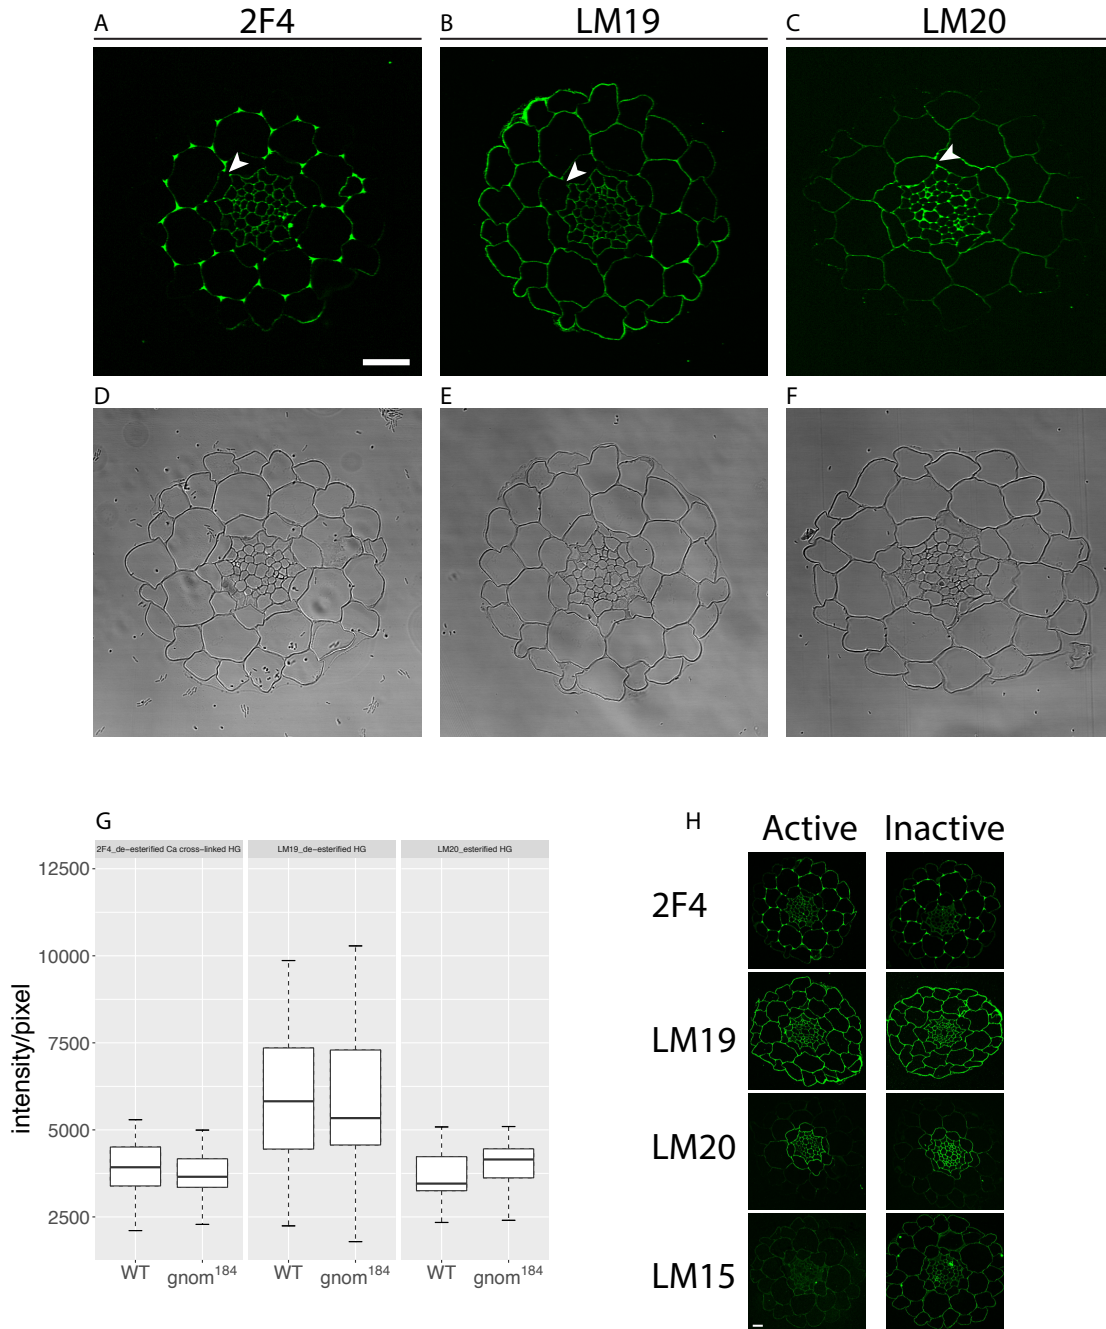 A 2F4 B LM19 C LM20
D E F
G
2F4_de-esterified Ca cross-linked HG LM19_de-esterified HG LM20_esterified HG
12500
10000
7500
5000
2500
intensity/pixel
WT gnom184 WT gnom184 WT gnom184
H Active Inactive
2F4
LM19
LM20
LM15